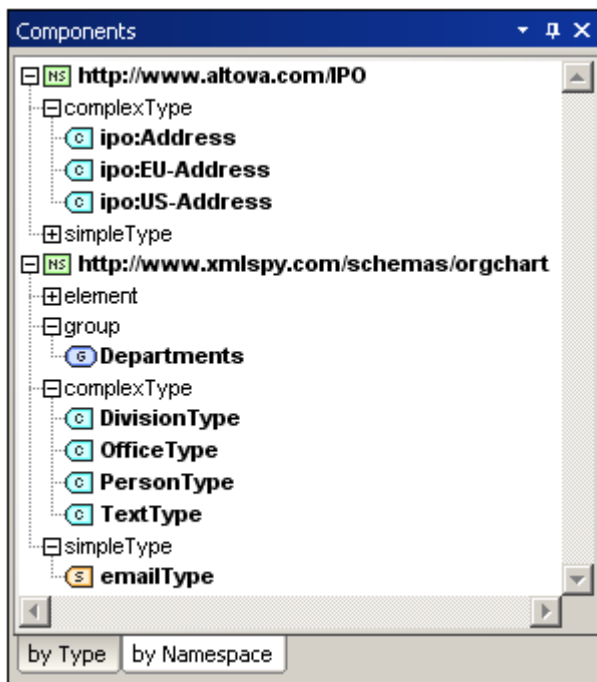 Components
NS http://www.altova.com/IPO
complexType
C ipo:Address
C ipo:EU-Address
C ipo:US-Address
simpleType
NS http://www.xmlspy.com/schemas/orgchart
element
group
G Departments
complexType
C DivisionType
C OfficeType
C PersonType
C TextType
simpleType
S emailType
by Type by Namespace